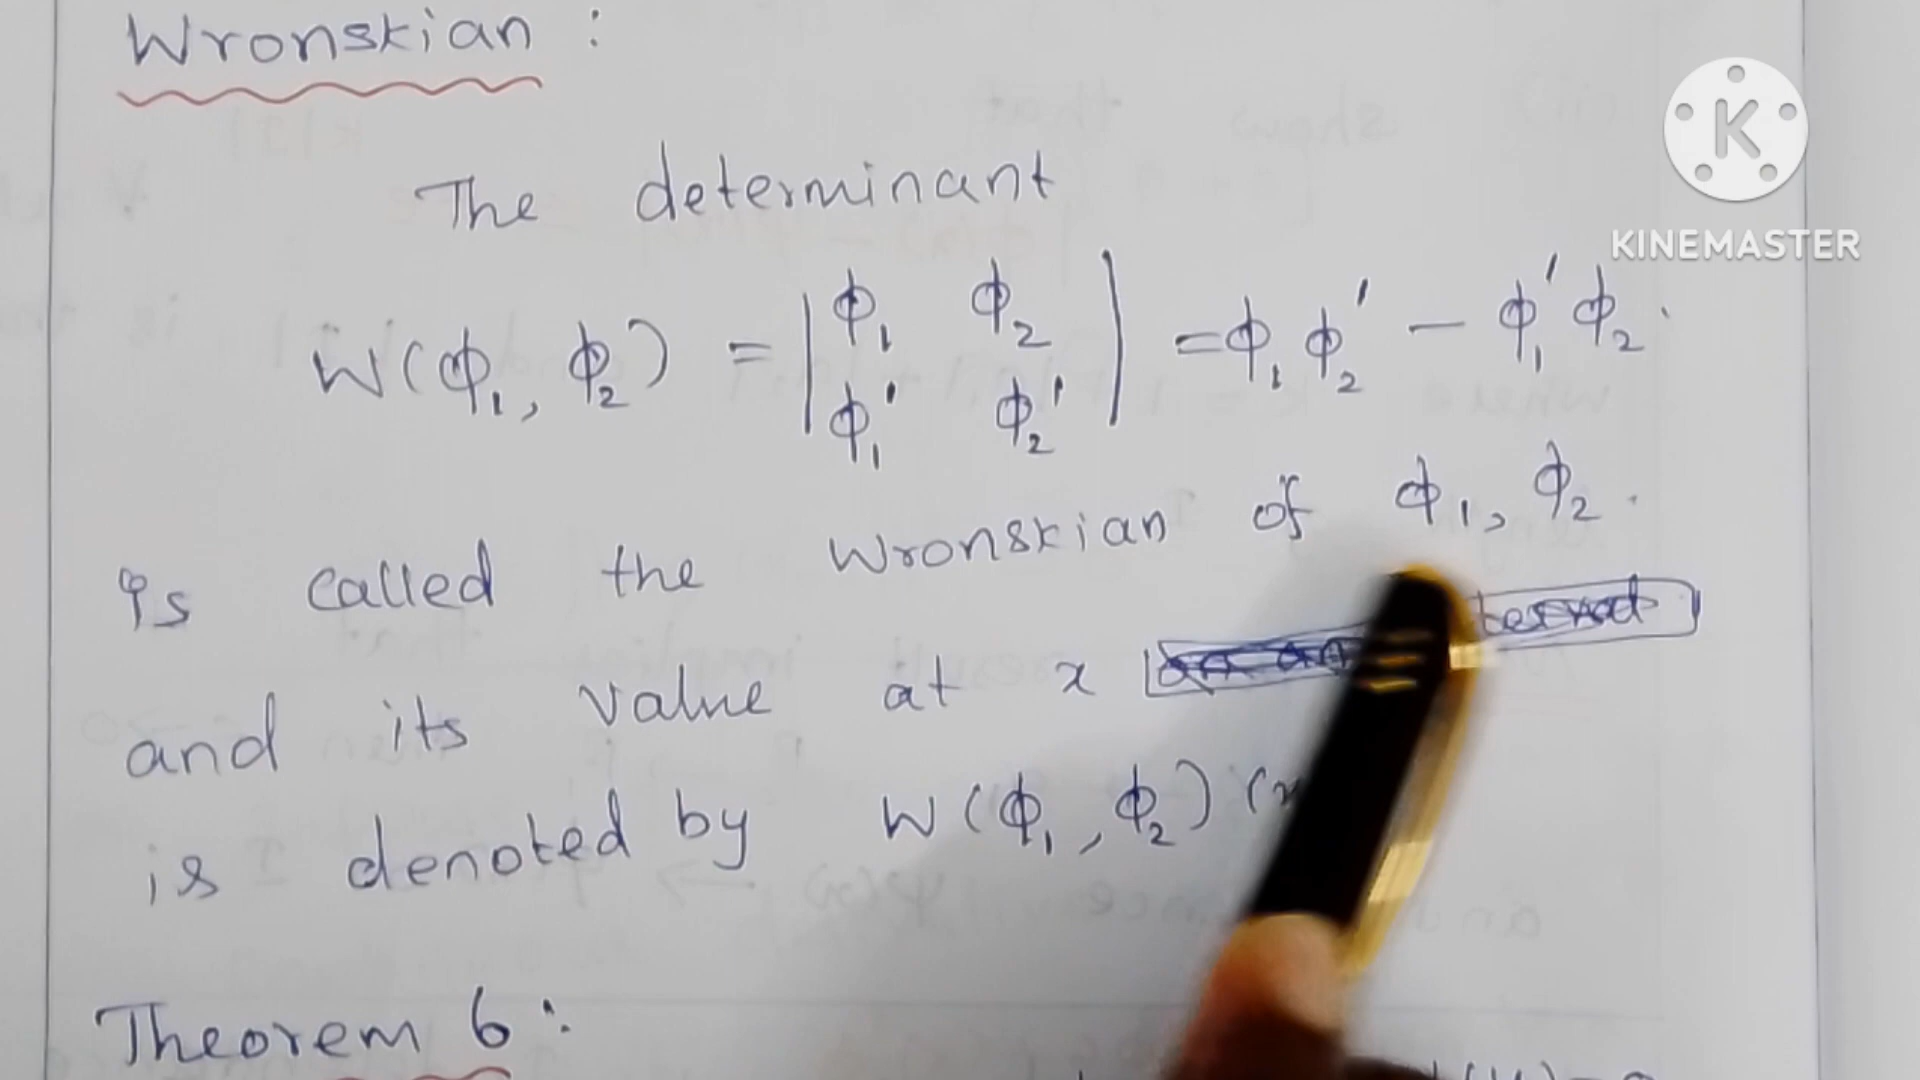 Wronskian :
The determinant
W(ϕ₁, ϕ₂) = | ϕ₁ ϕ₂ | = ϕ₁ ϕ₂′ − ϕ₁′ ϕ₂.
| ϕ₁′ ϕ₂′ |
is called the Wronskian of ϕ₁, ϕ₂.
and its value at x
is denoted by W(ϕ₁, ϕ₂) (x
Theorem 6 :
K
KINEMASTER